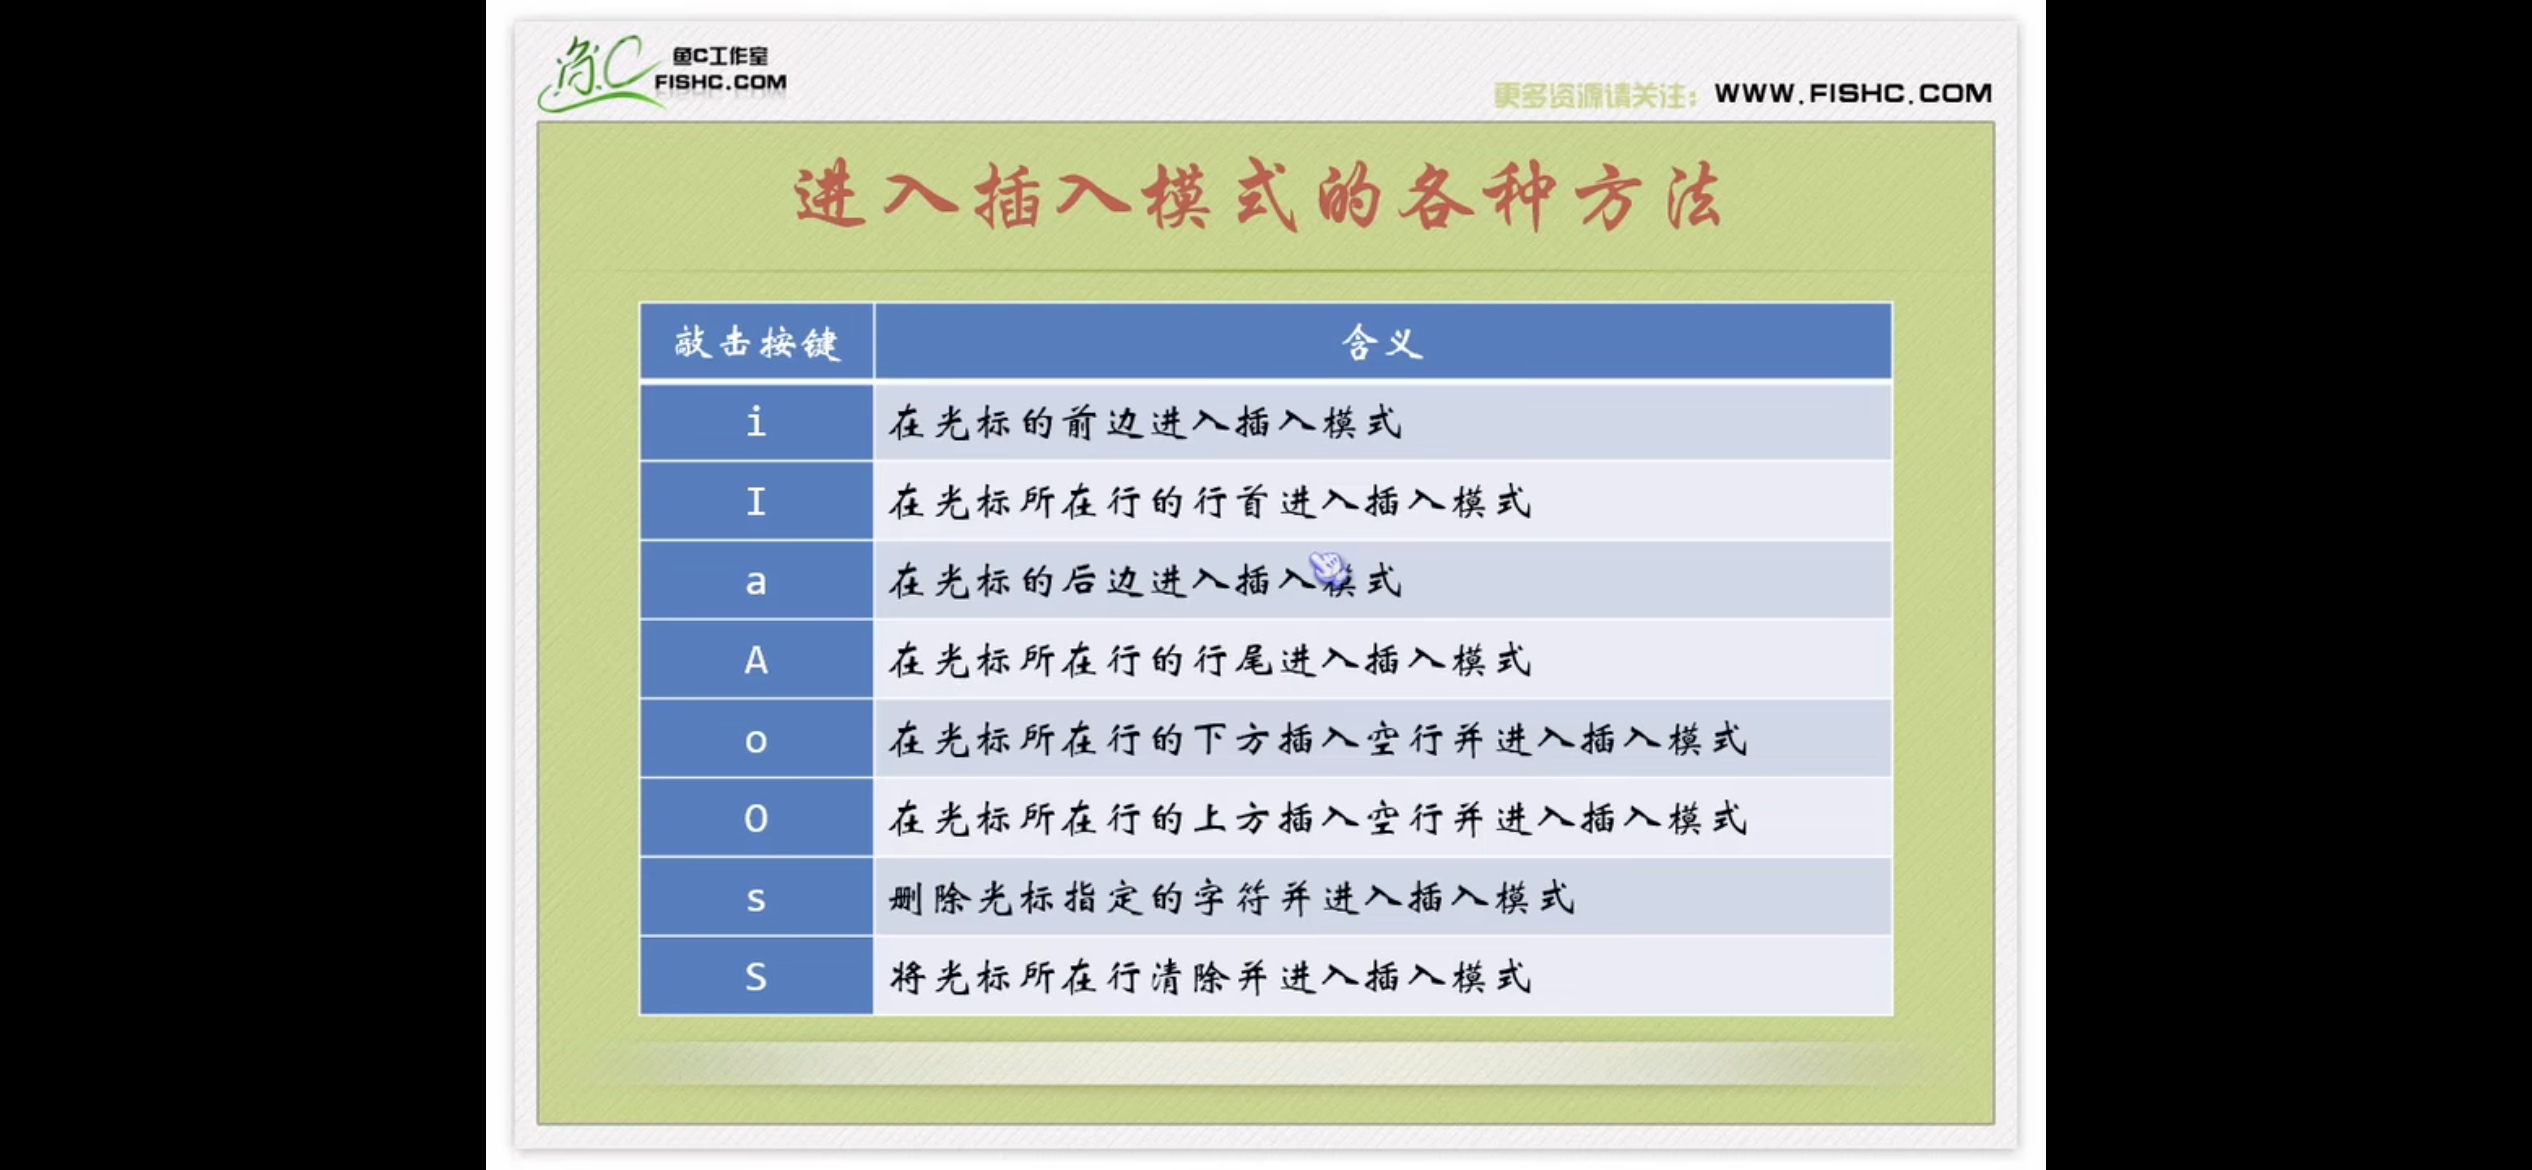 鱼C工作室
FISHC.COM
更多资源请关注: WWW.FISHC.COM
进入插入模式的各种方法
敲击按键 含义
i 在光标的前边进入插入模式
I 在光标所在行的行首进入插入模式
a 在光标的后边进入插入模式
A 在光标所在行的行尾进入插入模式
o 在光标所在行的下方插入空行并进入插入模式
O 在光标所在行的上方插入空行并进入插入模式
s 删除光标指定的字符并进入插入模式
S 将光标所在行清除并进入插入模式